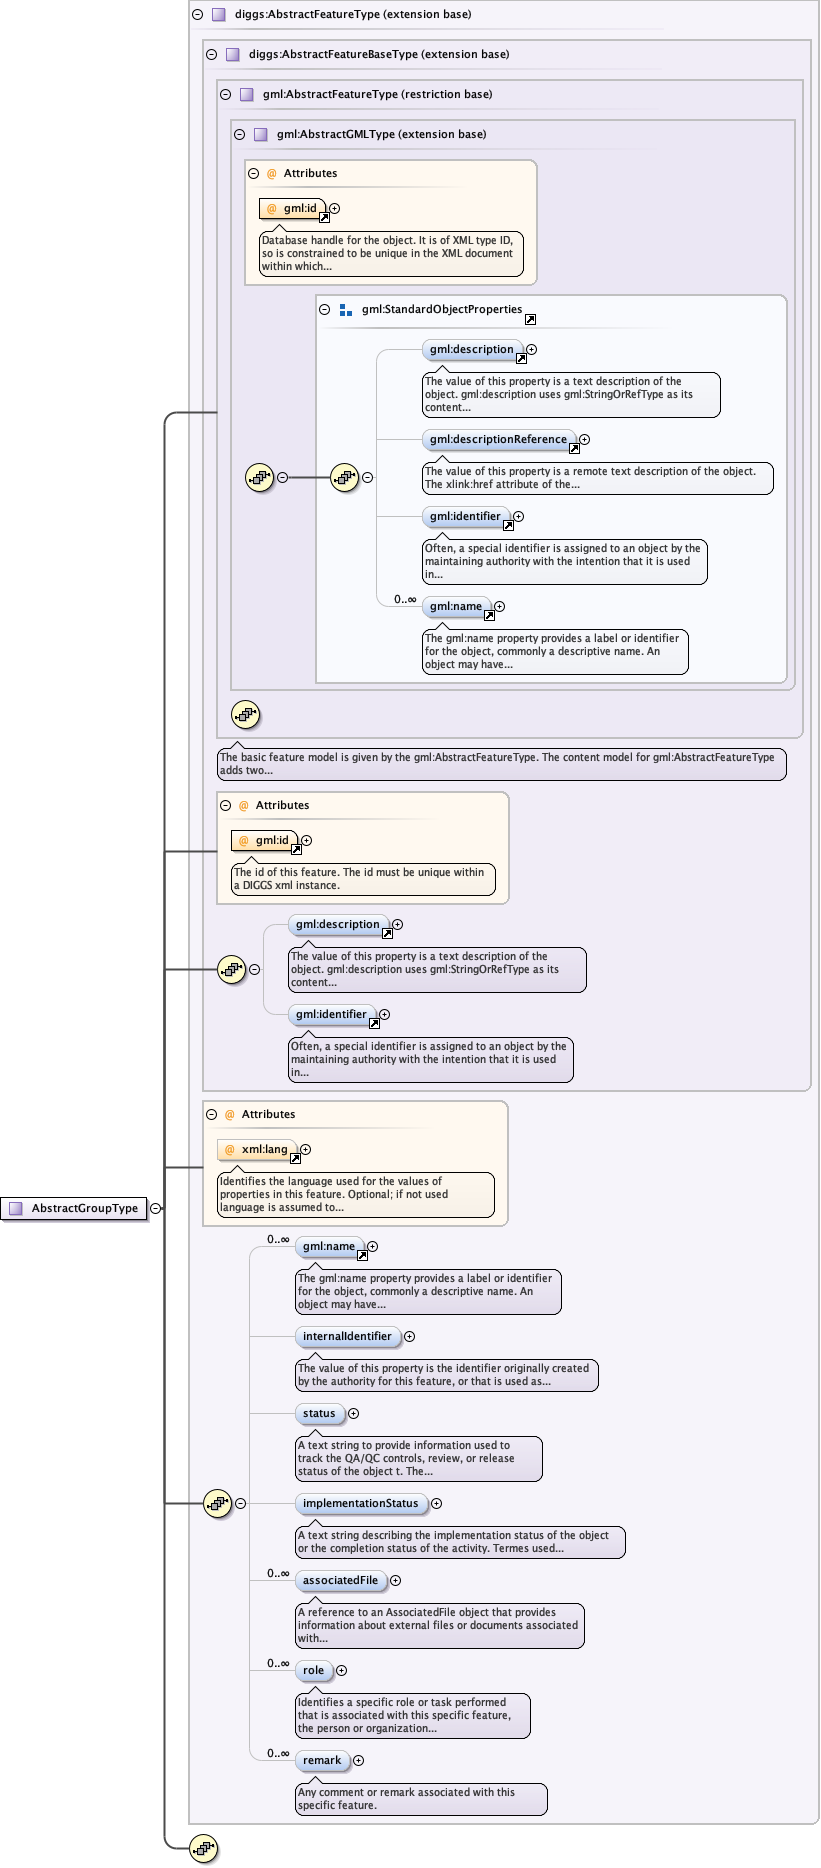 diggs:AbstractFeatureType (extension base)
diggs:AbstractFeatureBaseType (extension base)
gml:AbstractFeatureType (restriction base)
gml:AbstractGMLType (extension base)
@ Attributes
@ gml:id
Database handle for the object. It is of XML type ID,
so is constrained to be unique in the XML document
within which...
gml:StandardObjectProperties
gml:description
The value of this property is a text description of the
object. gml:description uses gml:StringOrRefType as its
content...
gml:descriptionReference
The value of this property is a remote text description of the object.
The xlink:href attribute of the...
gml:identifier
Often, a special identifier is assigned to an object by the
maintaining authority with the intention that it is used
in...
0..∞
gml:name
The gml:name property provides a label or identifier
for the object, commonly a descriptive name. An
object may have...
The basic feature model is given by the gml:AbstractFeatureType. The content model for gml:AbstractFeatureType
adds two...
@ Attributes
@ gml:id
The id of this feature. The id must be unique within
a DIGGS xml instance.
gml:description
The value of this property is a text description of the
object. gml:description uses gml:StringOrRefType as its
content...
gml:identifier
Often, a special identifier is assigned to an object by the
maintaining authority with the intention that it is used
in...
@ Attributes
@ xml:lang
Identifies the language used for the values of
properties in this feature. Optional; if not used
language is assumed to...
AbstractGroupType
0..∞
gml:name
The gml:name property provides a label or identifier
for the object, commonly a descriptive name. An
object may have...
internalIdentifier
The value of this property is the identifier originally created
by the authority for this feature, or that is used as...
status
A text string to provide information used to
track the QA/QC controls, review, or release
status of the object t. The...
implementationStatus
A text string describing the implementation status of the object
or the completion status of the activity. Termes used...
0..∞
associatedFile
A reference to an AssociatedFile object that provides
information about external files or documents associated
with...
0..∞
role
Identifies a specific role or task performed
that is associated with this specific feature,
the person or organization...
0..∞
remark
Any comment or remark associated with this
specific feature.